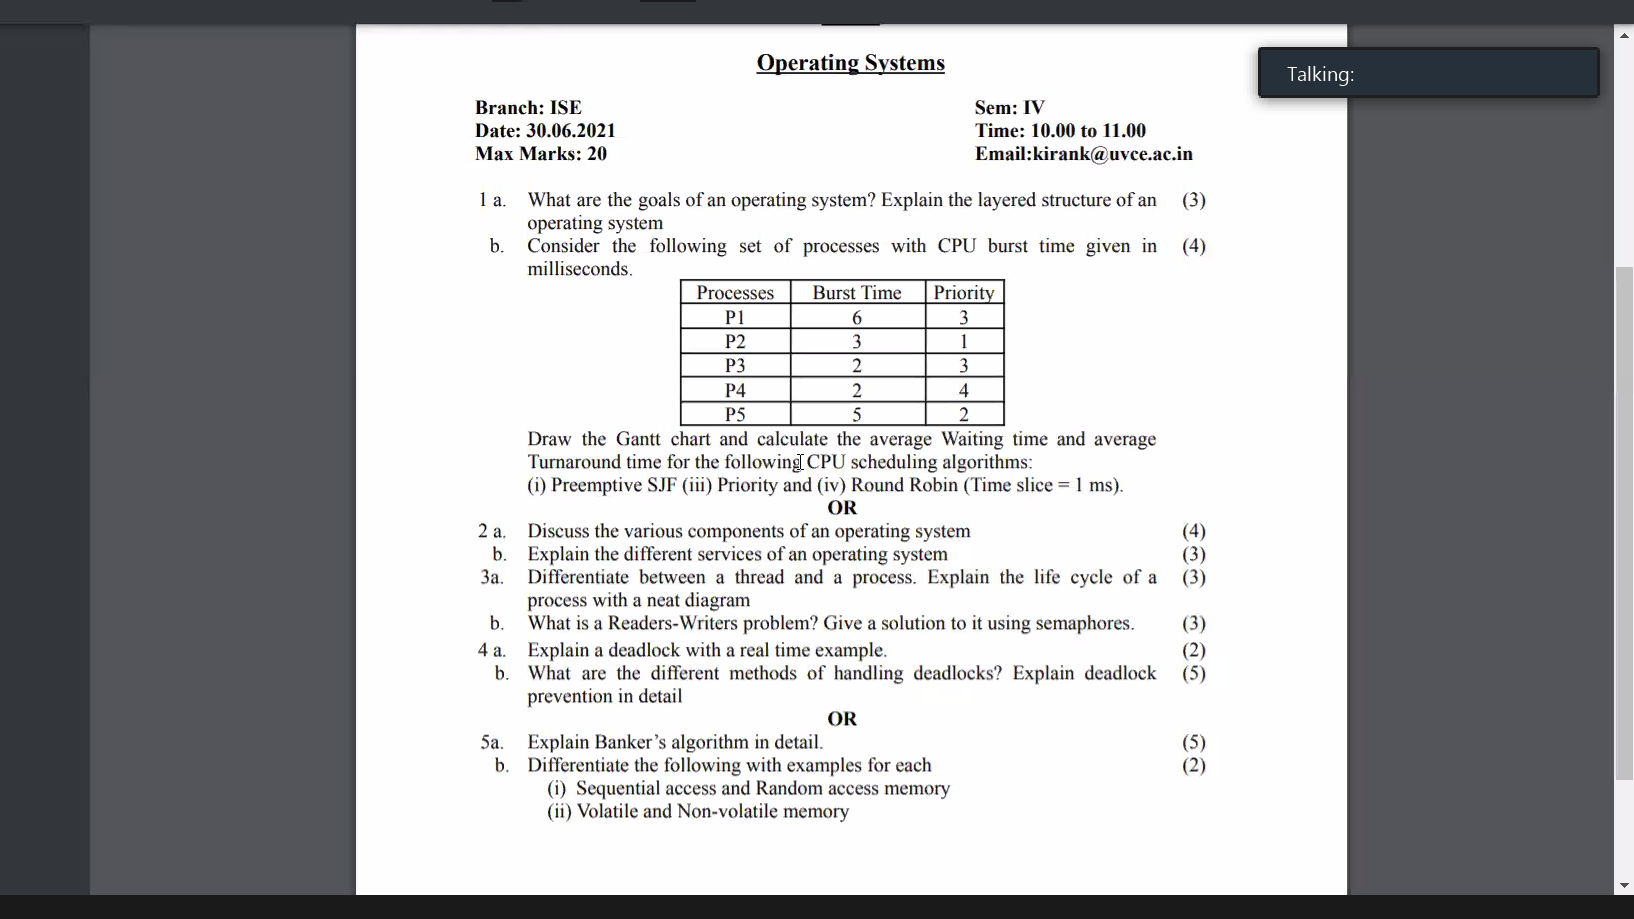 Talking:
Operating Systems
Branch: ISE Sem: IV
Date: 30.06.2021 Time: 10.00 to 11.00
Max Marks: 20 Email:kirank@uvce.ac.in
1 a. What are the goals of an operating system? Explain the layered structure of an (3)
operating system
b. Consider the following set of processes with CPU burst time given in (4)
milliseconds.
Processes Burst Time Priority
P1 6 3
P2 3 1
P3 2 3
P4 2 4
P5 5 2
Draw the Gantt chart and calculate the average Waiting time and average
Turnaround time for the following CPU scheduling algorithms:
(i) Preemptive SJF (iii) Priority and (iv) Round Robin (Time slice = 1 ms).
OR
2 a. Discuss the various components of an operating system (4)
b. Explain the different services of an operating system (3)
3a. Differentiate between a thread and a process. Explain the life cycle of a (3)
process with a neat diagram
b. What is a Readers-Writers problem? Give a solution to it using semaphores. (3)
4 a. Explain a deadlock with a real time example. (2)
b. What are the different methods of handling deadlocks? Explain deadlock (5)
prevention in detail
OR
5a. Explain Banker's algorithm in detail. (5)
b. Differentiate the following with examples for each (2)
(i) Sequential access and Random access memory
(ii) Volatile and Non-volatile memory